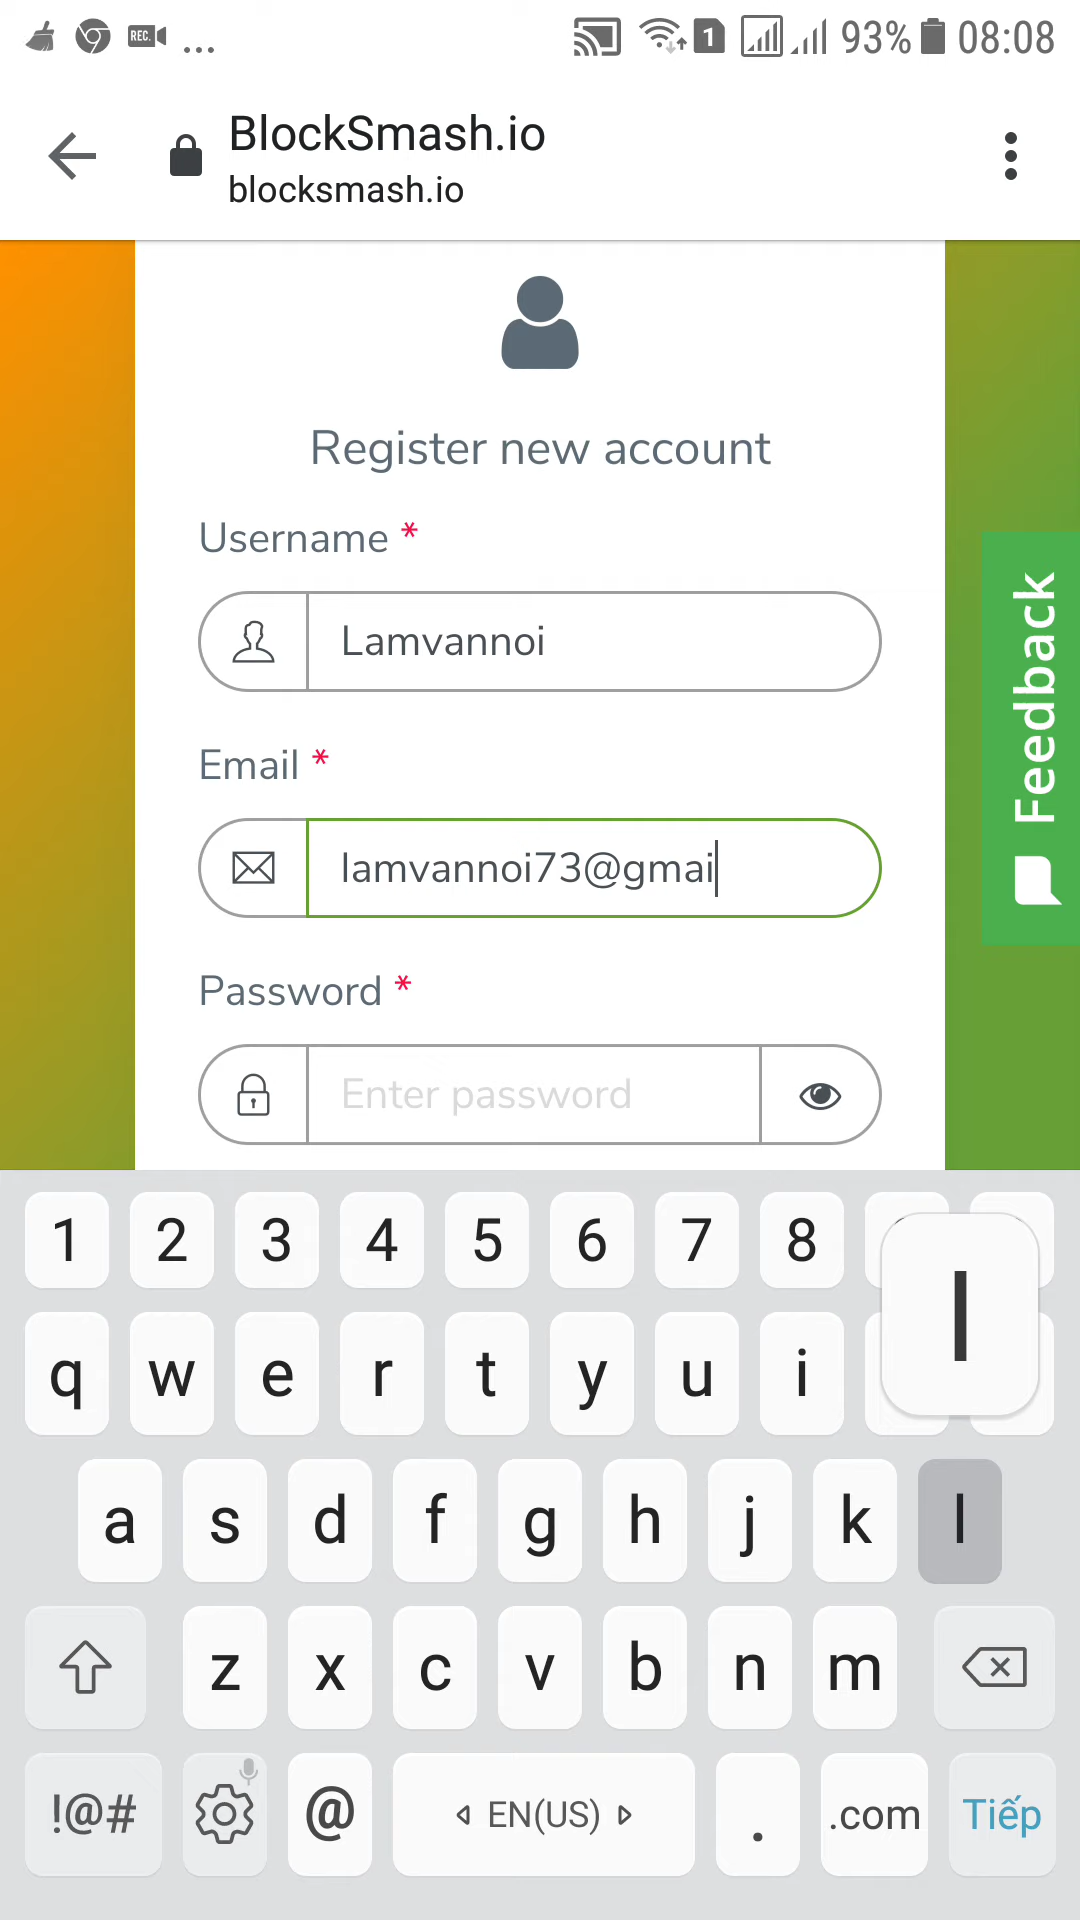 REC. ... 1 93% 08:08
BlockSmash.io
blocksmash.io
Register new account
Username *
Lamvannoi
Email *
lamvannoi73@gmai
Password *
Enter password
Feedback
1 2 3 4 5 6 7 8
l
q w e r t y u i
a s d f g h j k l
z x c v b n m
!@# @ EN(US) . .com Tiếp